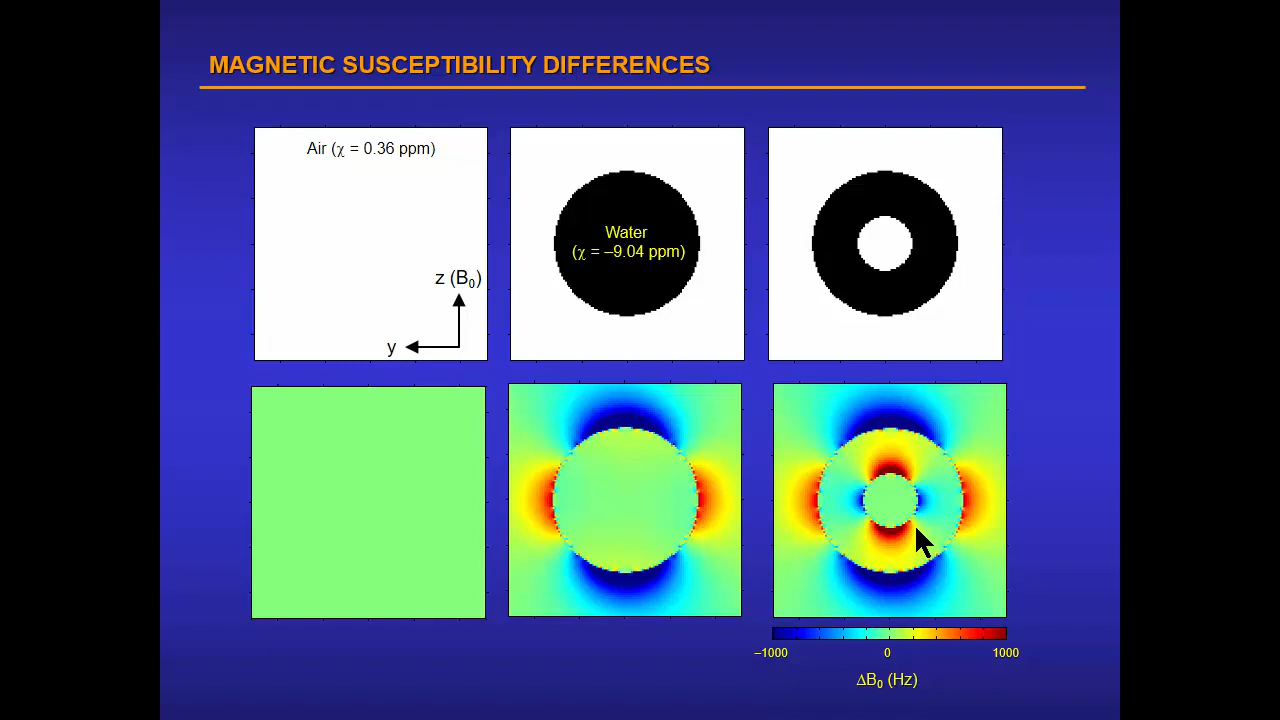 MAGNETIC SUSCEPTIBILITY DIFFERENCES
Air (χ = 0.36 ppm)
z (B₀)
y
Water
(χ = –9.04 ppm)
–1000
0
1000
ΔB₀ (Hz)